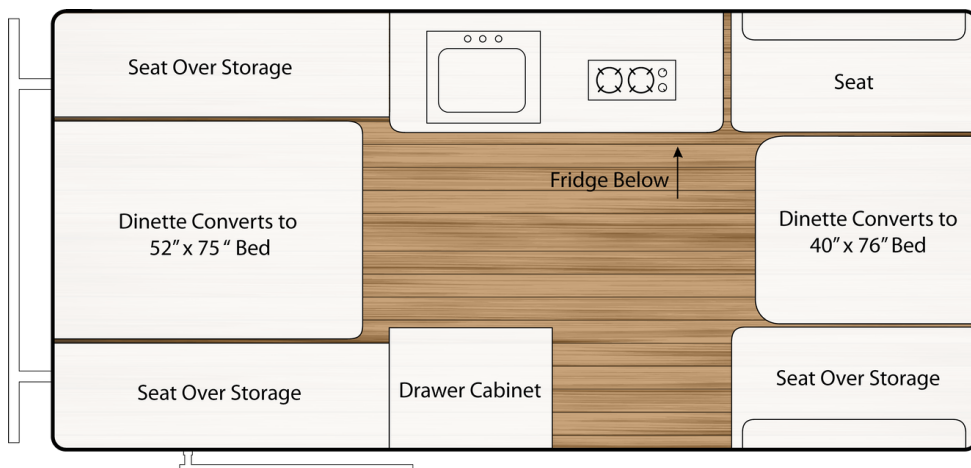 Seat Over Storage
Seat
Fridge Below
Dinette Converts to
52" x 75 " Bed
Dinette Converts to
40" x 76" Bed
Seat Over Storage
Drawer Cabinet
Seat Over Storage